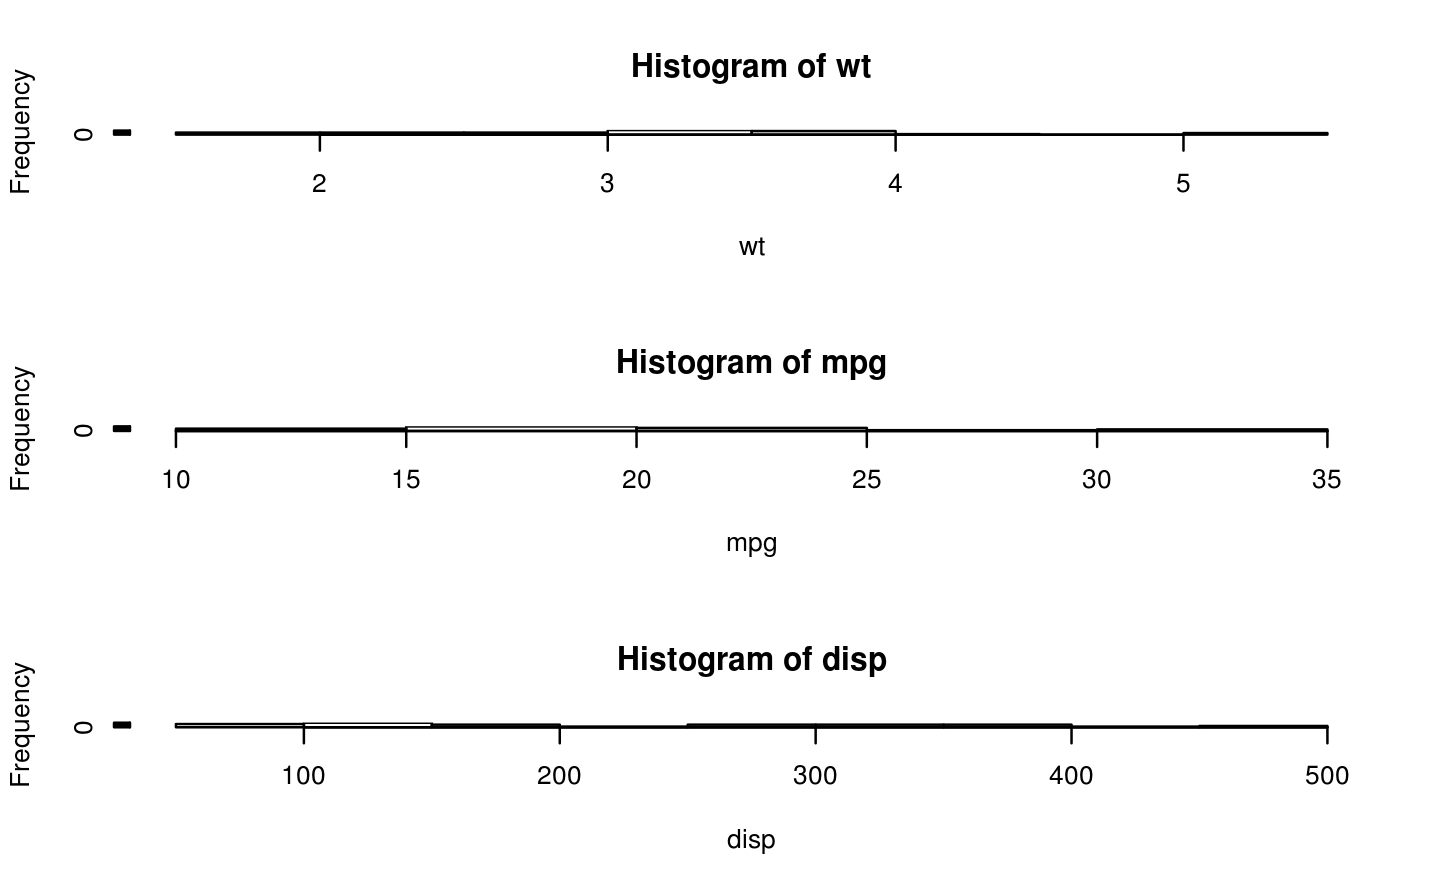 Histogram of wt
Frequency
0
2 3 4 5
wt
Histogram of mpg
Frequency
0
10 15 20 25 30 35
mpg
Histogram of disp
Frequency
0
100 200 300 400 500
disp